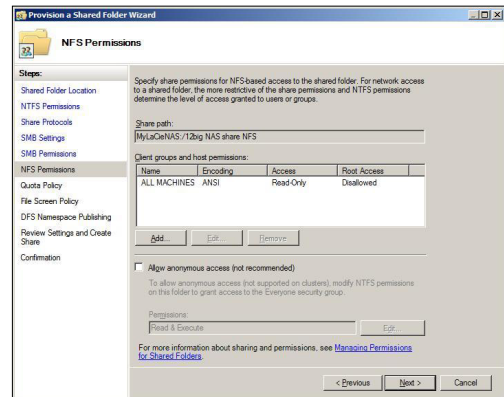 Provision a Shared Folder Wizard
NFS Permissions
Steps:
Shared Folder Location
NTFS Permissions
Share Protocols
SMB Settings
SMB Permissions
NFS Permissions
Quota Policy
File Screen Policy
DFS Namespace Publishing
Review Settings and Create
Share
Confirmation
Specify share permissions for NFS-based access to the shared folder. For network access
to a shared folder, the more restrictive of the share permissions and NTFS permissions
determine the level of access granted to users or groups.
Share path:
MyLaCieNAS:/12big NAS share NFS
Client groups and host permissions:
Name Encoding Access Root Access
ALL MACHINES ANSI Read-Only Disallowed
Add... Edit... Remove
Allow anonymous access (not recommended)
To allow anonymous access (not supported on clusters), modify NTFS permissions
on this folder to grant access to the Everyone security group.
Permissions:
Read & Execute Edit...
For more information about sharing and permissions, see Managing Permissions
for Shared Folders.
< Previous Next > Cancel